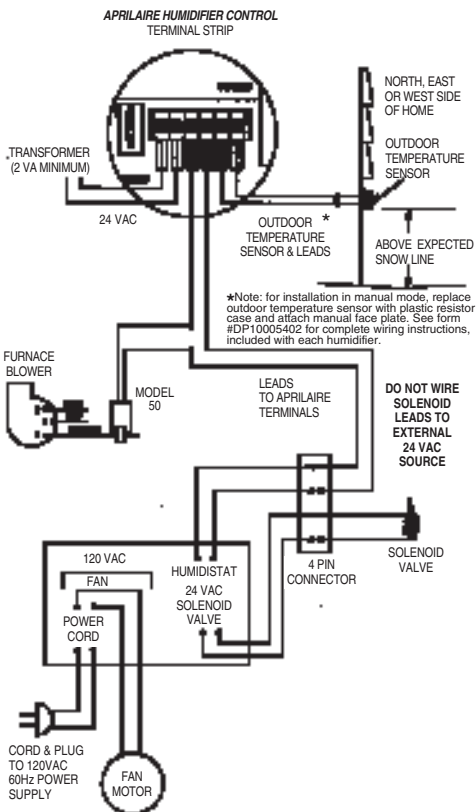 APRILAIRE HUMIDIFIER CONTROL
TERMINAL STRIP
NORTH, EAST
OR WEST SIDE
OF HOME
OUTDOOR
TEMPERATURE
SENSOR
TRANSFORMER
(2 VA MINIMUM)
24 VAC
OUTDOOR *
TEMPERATURE
SENSOR & LEADS
ABOVE EXPECTED
SNOW LINE
*Note: for installation in manual mode, replace
outdoor temperature sensor with plastic resistor
case and attach manual face plate. See form
#DP10005402 for complete wiring instructions,
included with each humidifier.
FURNACE
BLOWER
MODEL
50
LEADS
TO APRILAIRE
TERMINALS
DO NOT WIRE
SOLENOID
LEADS TO
EXTERNAL
24 VAC
SOURCE
120 VAC
FAN
POWER
CORD
HUMIDISTAT
24 VAC
SOLENOID
VALVE
4 PIN
CONNECTOR
SOLENOID
VALVE
CORD & PLUG
TO 120VAC
60Hz POWER
SUPPLY
FAN
MOTOR